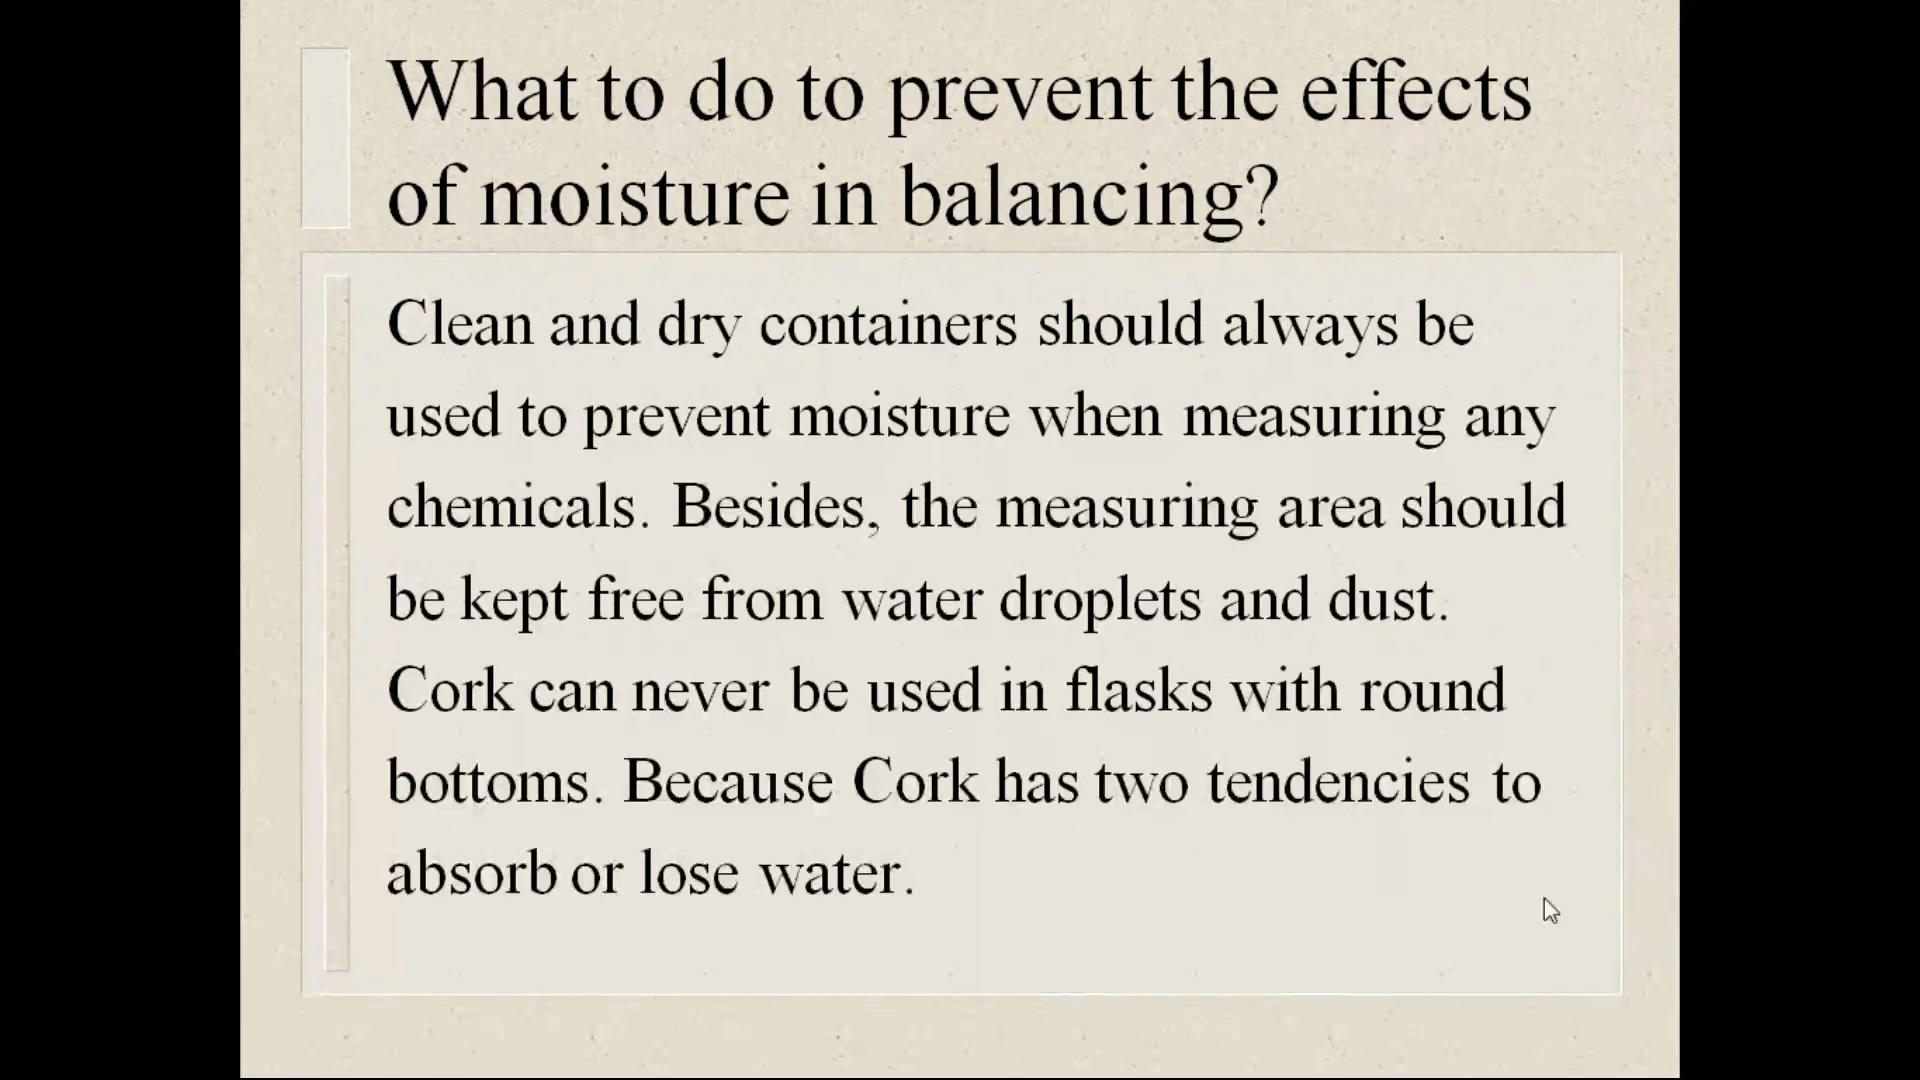 What to do to prevent the effects
of moisture in balancing?
Clean and dry containers should always be
used to prevent moisture when measuring any
chemicals. Besides, the measuring area should
be kept free from water droplets and dust.
Cork can never be used in flasks with round
bottoms. Because Cork has two tendencies to
absorb or lose water.